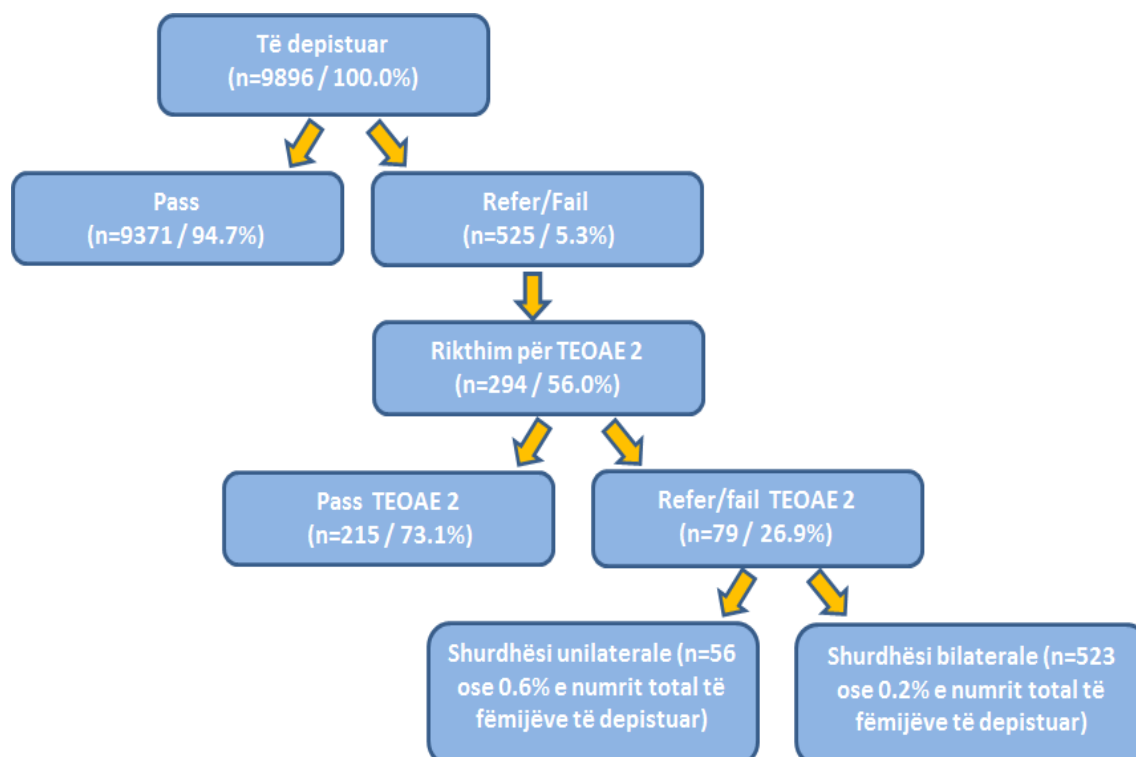 Të depistuar
(n=9896 / 100.0%)
Pass
(n=9371 / 94.7%)
Refer/Fail
(n=525 / 5.3%)
Rikthim për TEOAE 2
(n=294 / 56.0%)
Pass TEOAE 2
(n=215 / 73.1%)
Refer/fail TEOAE 2
(n=79 / 26.9%)
Shurdhësi unilaterale (n=56
ose 0.6% e numrit total të
fëmijëve të depistuar)
Shurdhësi bilaterale (n=523
ose 0.2% e numrit total të
fëmijëve të depistuar)